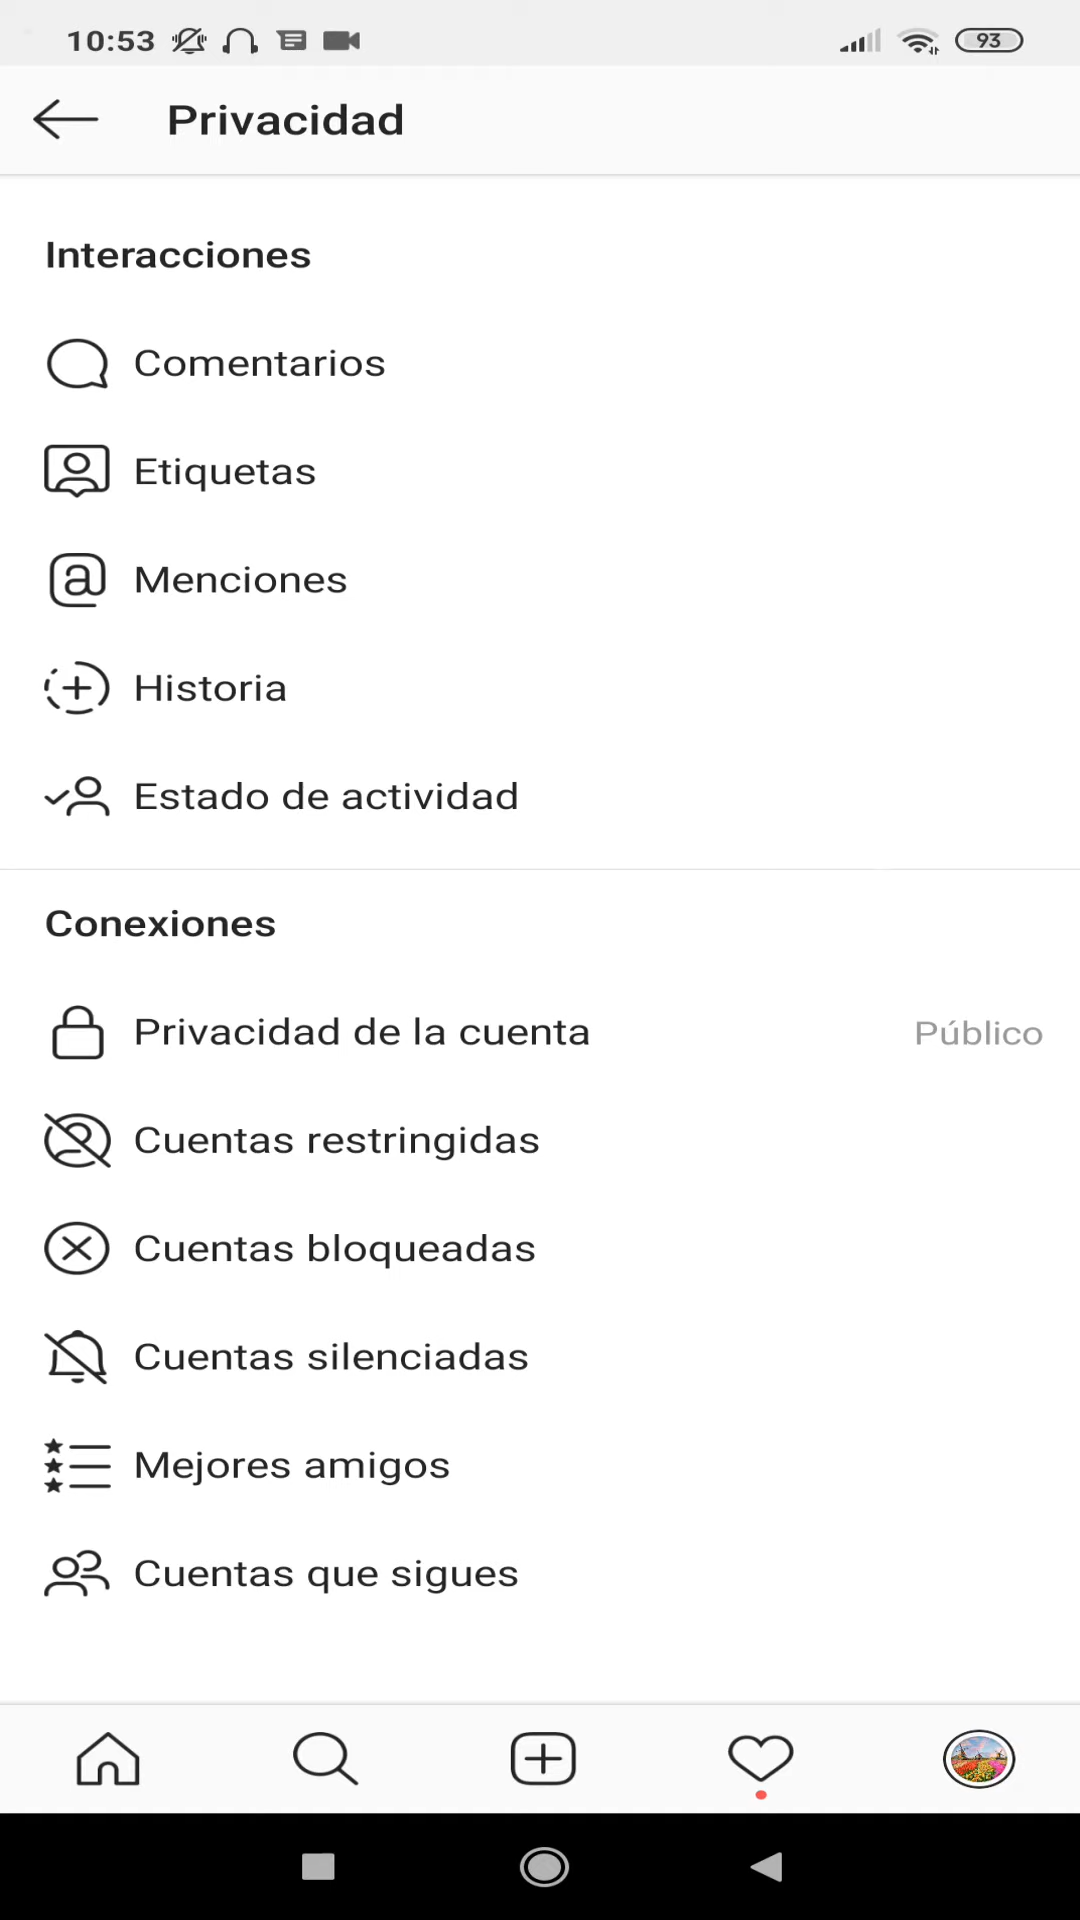 10:53
93
Privacidad
Interacciones
Comentarios
Etiquetas
Menciones
Historia
Estado de actividad
Conexiones
Privacidad de la cuenta
Público
Cuentas restringidas
Cuentas bloqueadas
Cuentas silenciadas
Mejores amigos
Cuentas que sigues